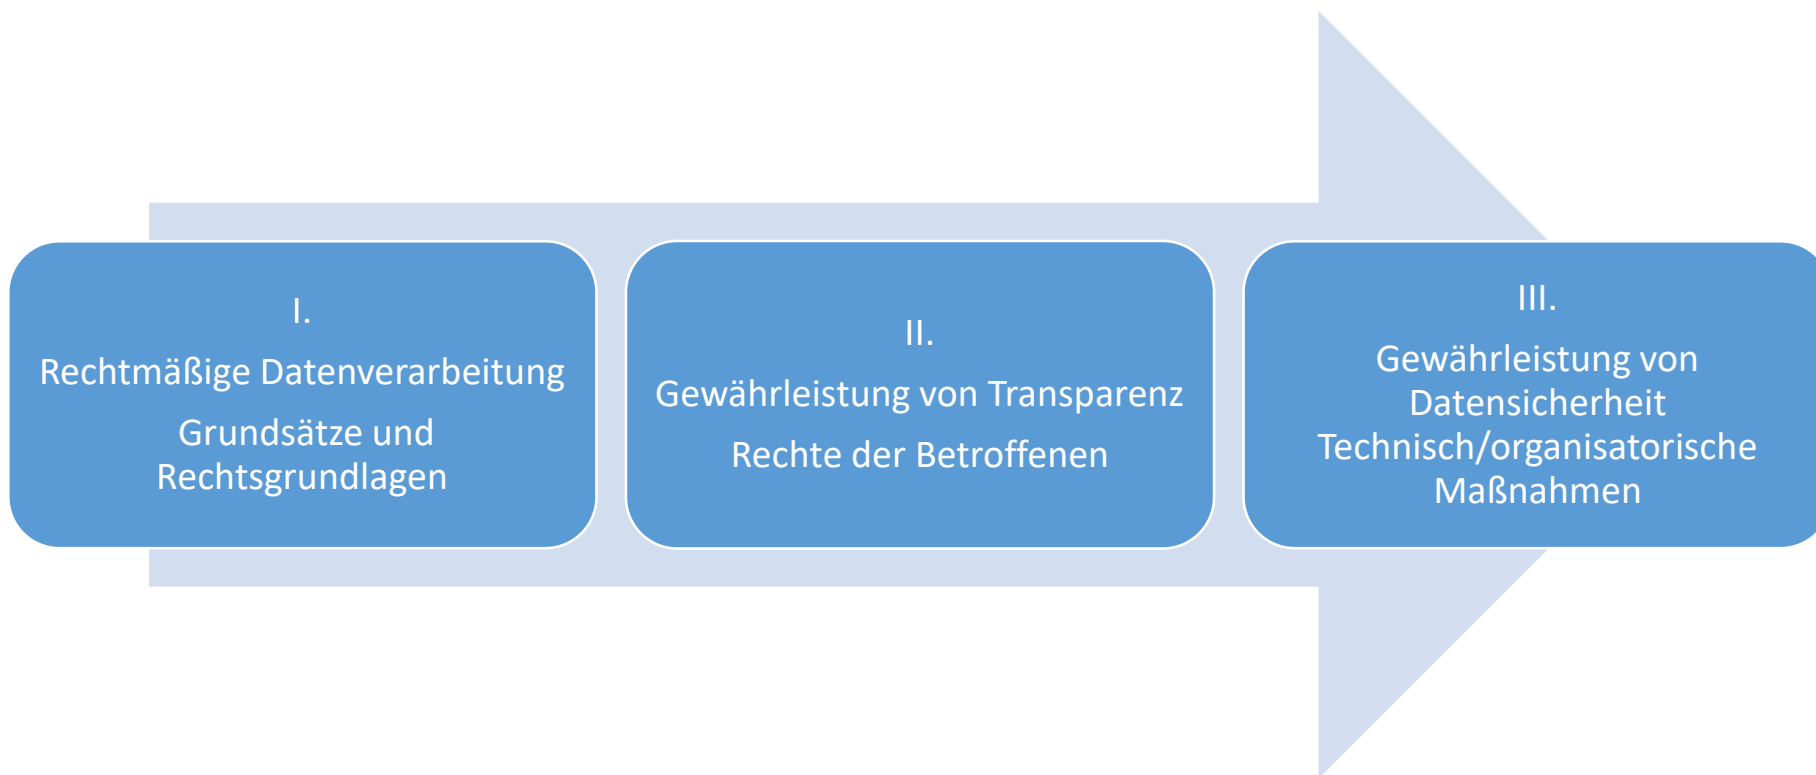 I.
Rechtmäßige Datenverarbeitung
Grundsätze und
Rechtsgrundlagen
II.
Gewährleistung von Transparenz
Rechte der Betroffenen
III.
Gewährleistung von
Datensicherheit
Technisch/organisatorische
Maßnahmen